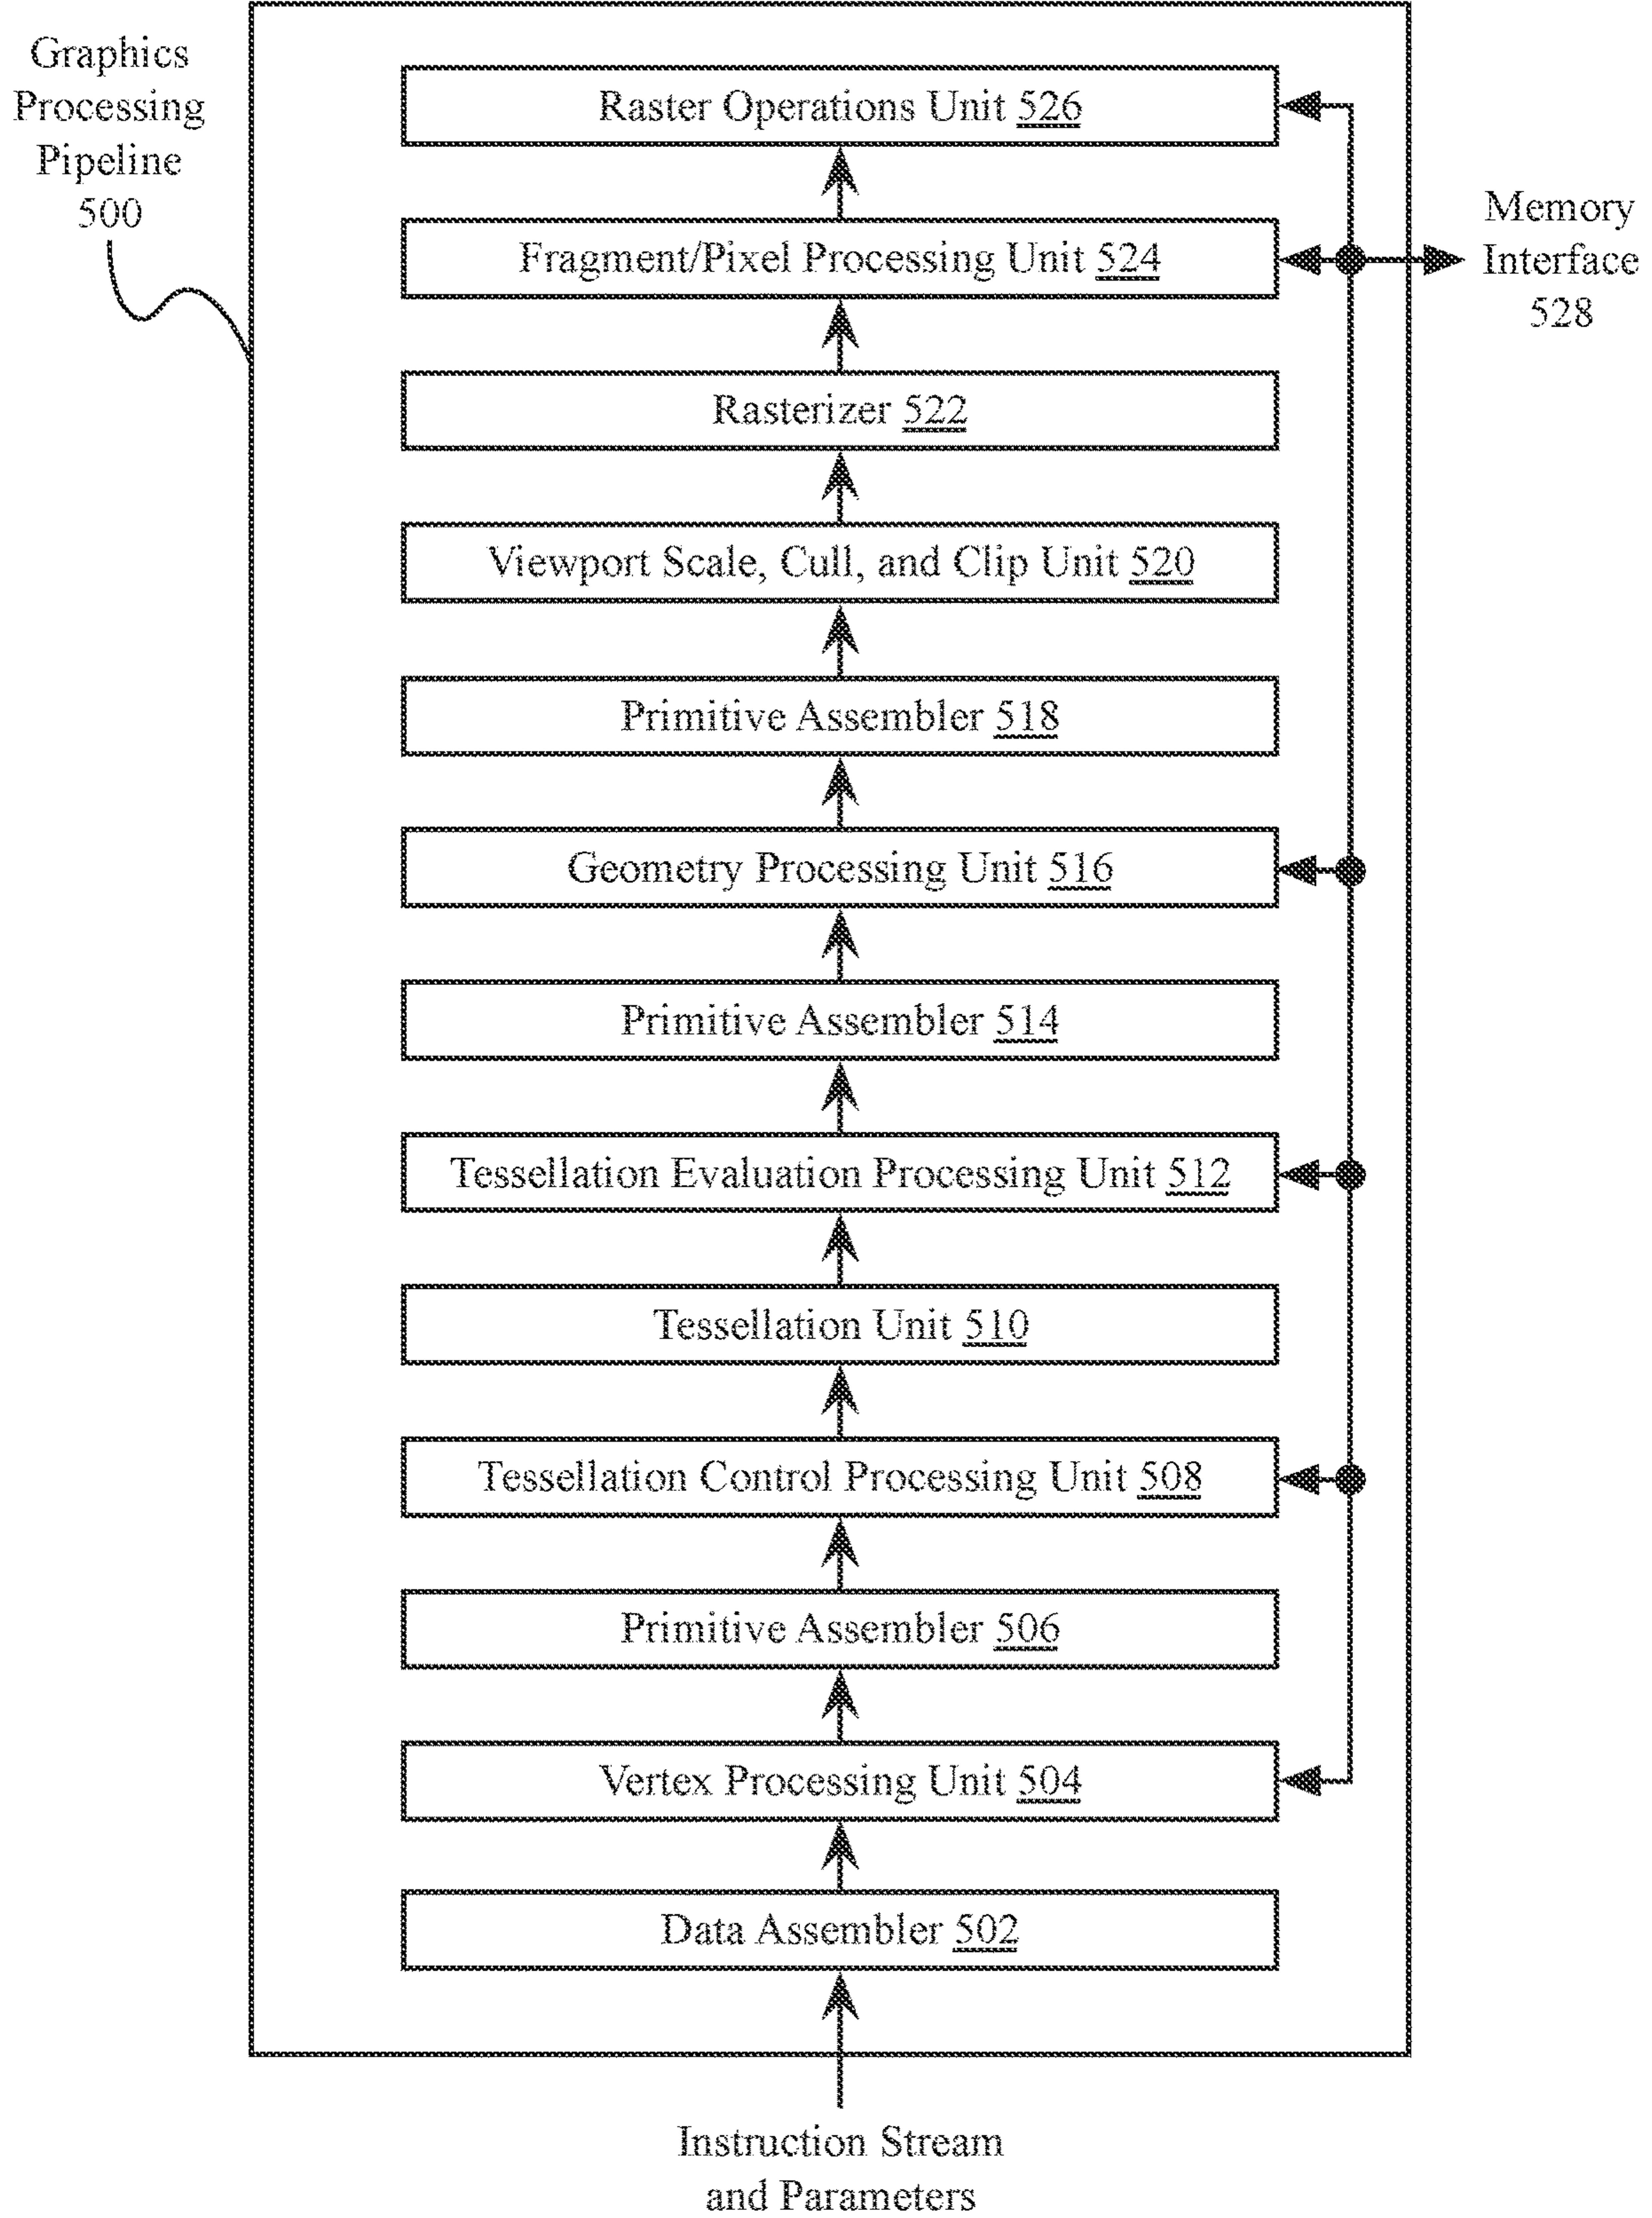 Graphics
Processing
Pipeline
500
Raster Operations Unit 526
Fragment/Pixel Processing Unit 524
Memory
Interface
528
Rasterizer 522
Viewport Scale, Cull, and Clip Unit 520
Primitive Assembler 518
Geometry Processing Unit 516
Primitive Assembler 514
Tessellation Evaluation Processing Unit 512
Tessellation Unit 510
Tessellation Control Processing Unit 508
Primitive Assembler 506
Vertex Processing Unit 504
Data Assembler 502
Instruction Stream
and Parameters